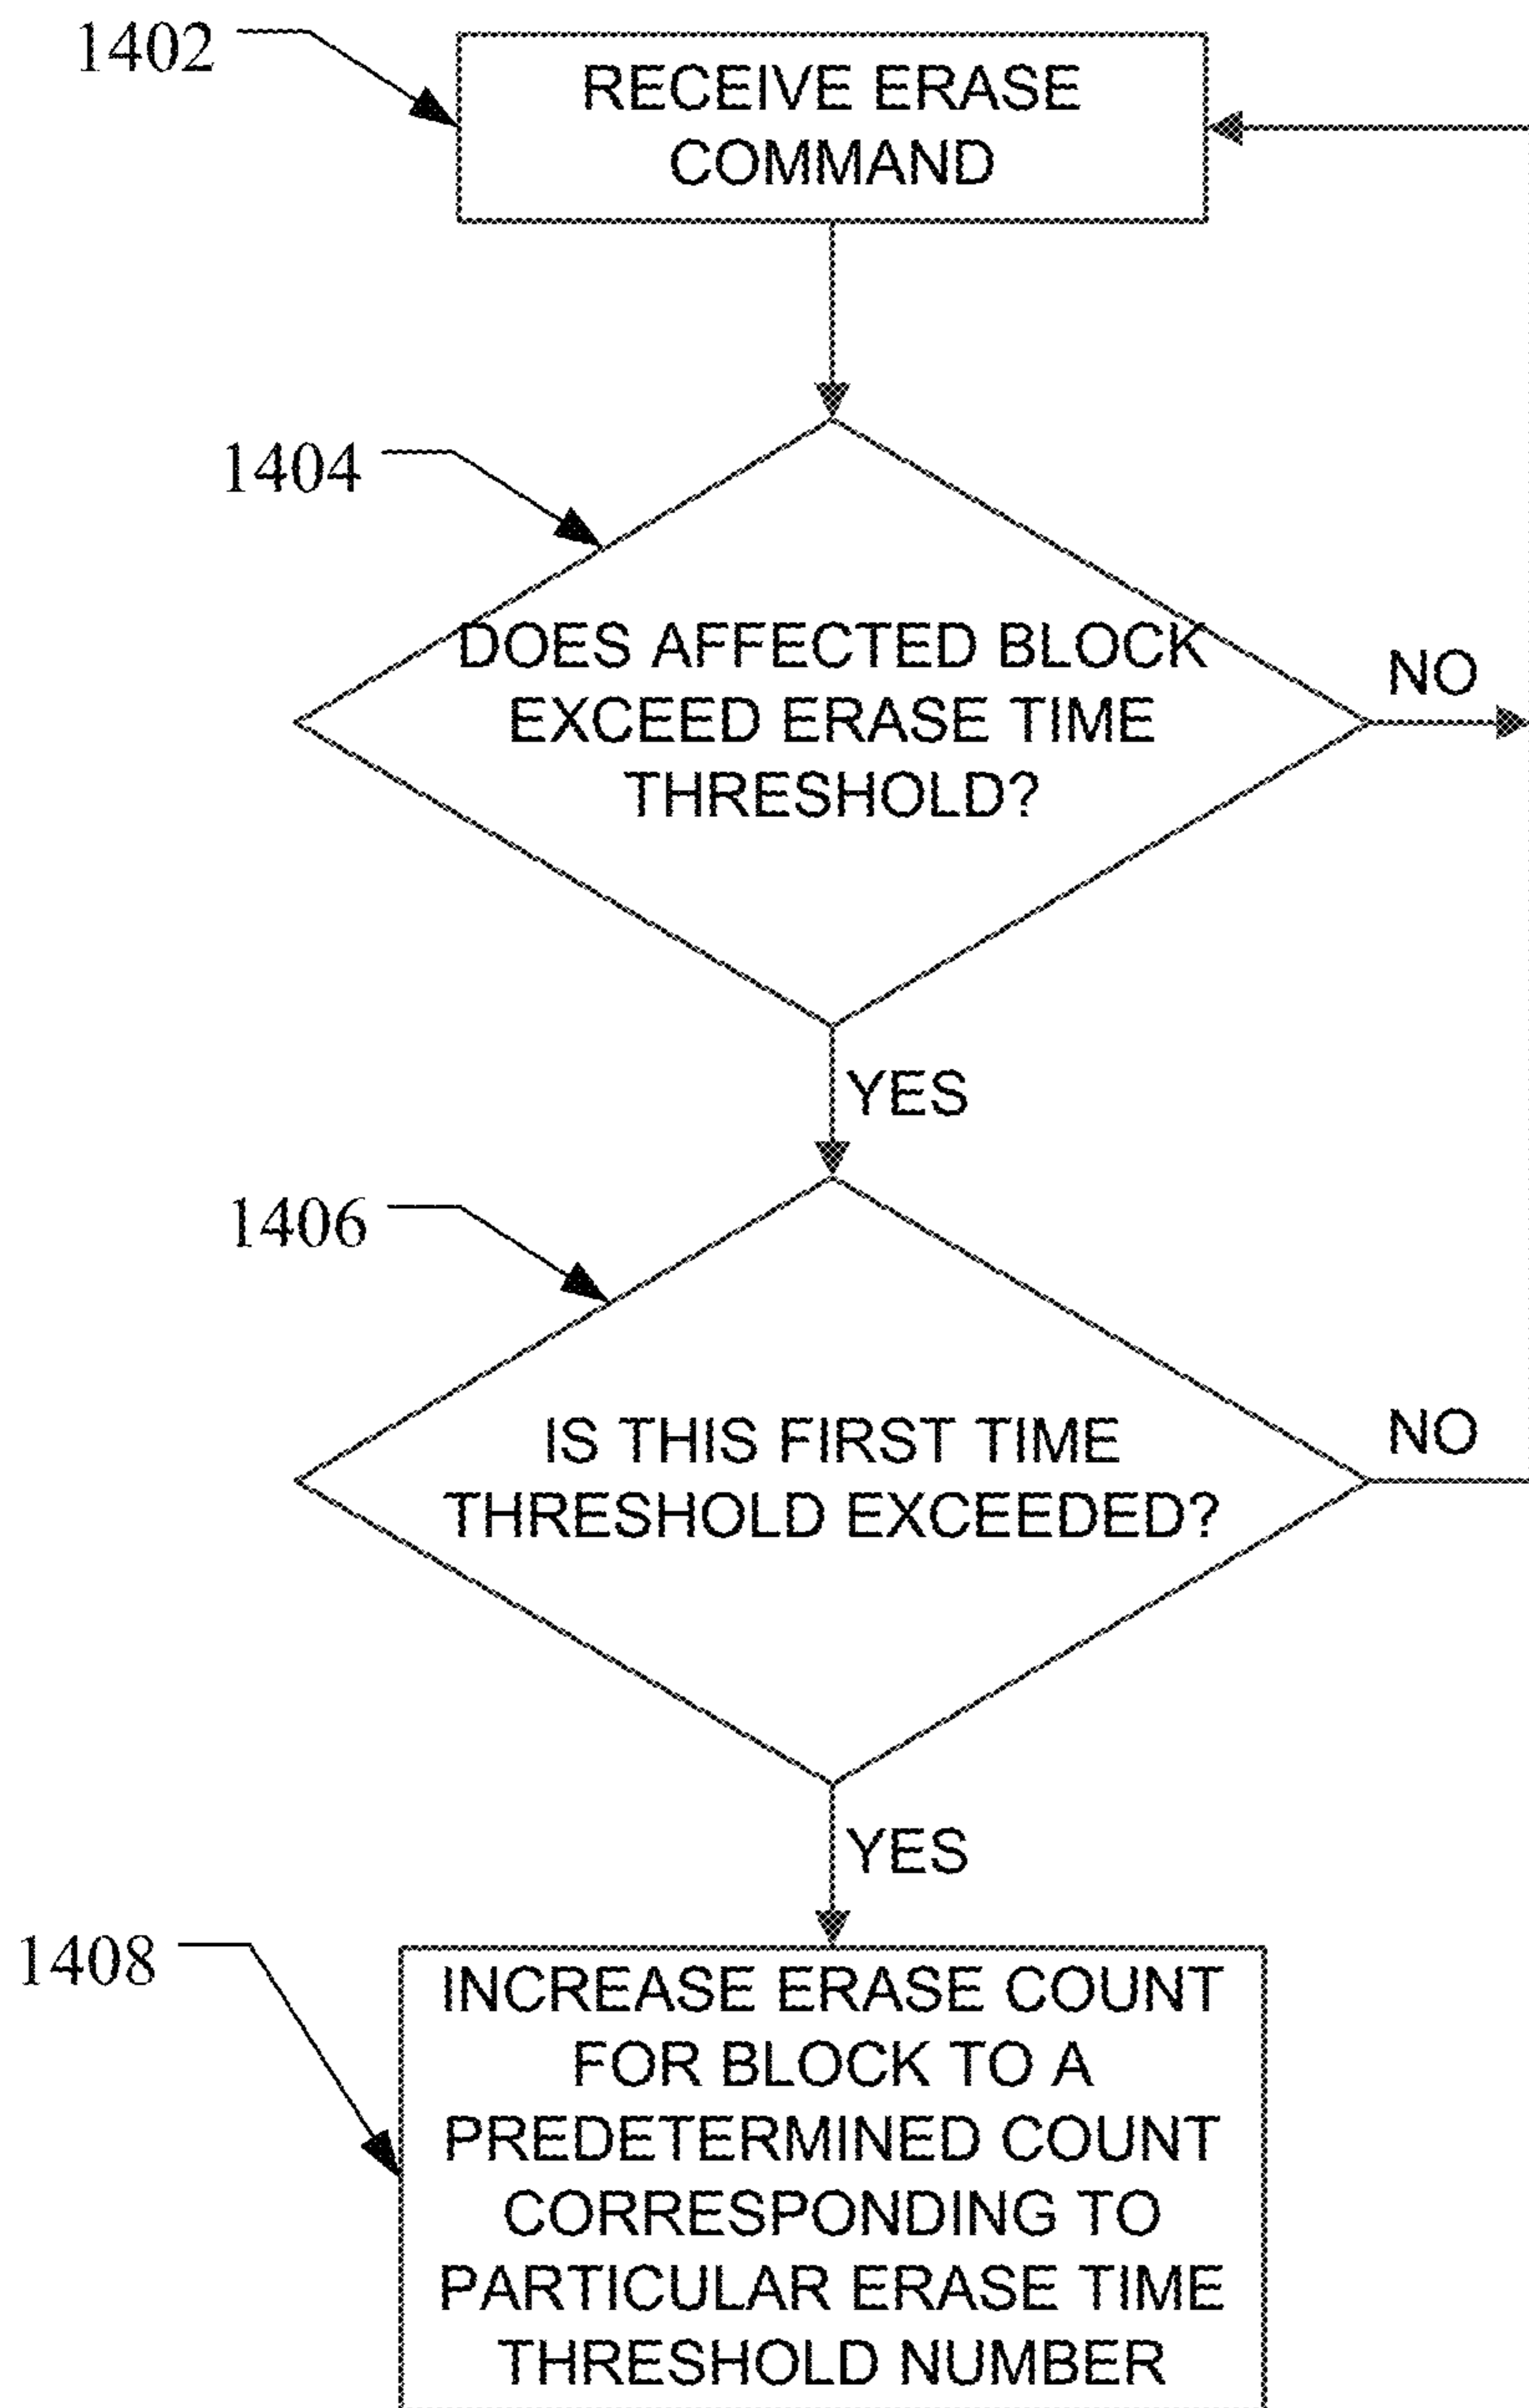 1402
RECEIVE ERASE
COMMAND
1404
DOES AFFECTED BLOCK
EXCEED ERASE TIME
THRESHOLD?
NO
YES
1406
IS THIS FIRST TIME
THRESHOLD EXCEEDED?
NO
YES
1408
INCREASE ERASE COUNT
FOR BLOCK TO A
PREDETERMINED COUNT
CORRESPONDING TO
PARTICULAR ERASE TIME
THRESHOLD NUMBER